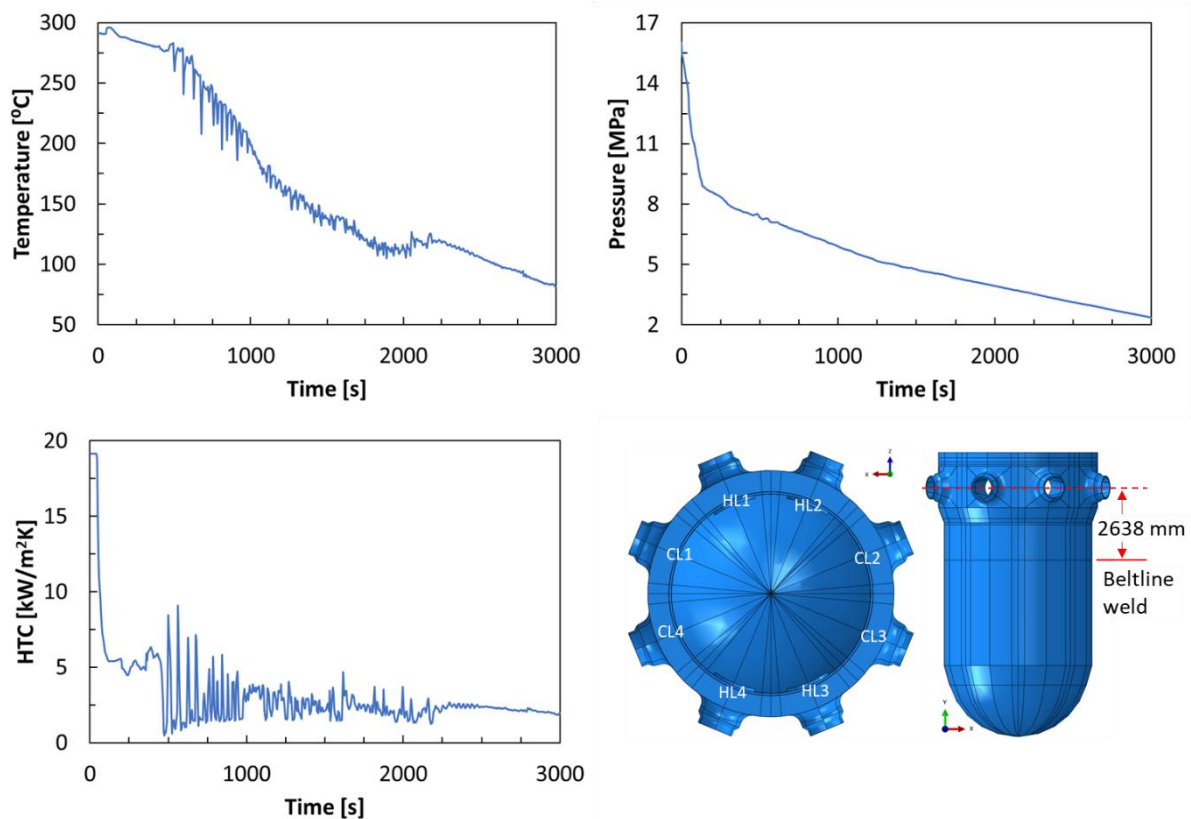 300
250
200
150
100
50
0
1000
2000
3000
Temperature [⁰C]
Time [s]
17
14
11
8
5
2
0
1000
2000
3000
Pressure [MPa]
Time [s]
20
15
10
5
0
0
1000
2000
3000
HTC [kW/m²K]
Time [s]
z
x
HL1
HL2
CL1
CL2
CL4
CL3
HL4
HL3
2638 mm
Beltline
weld
Y
X